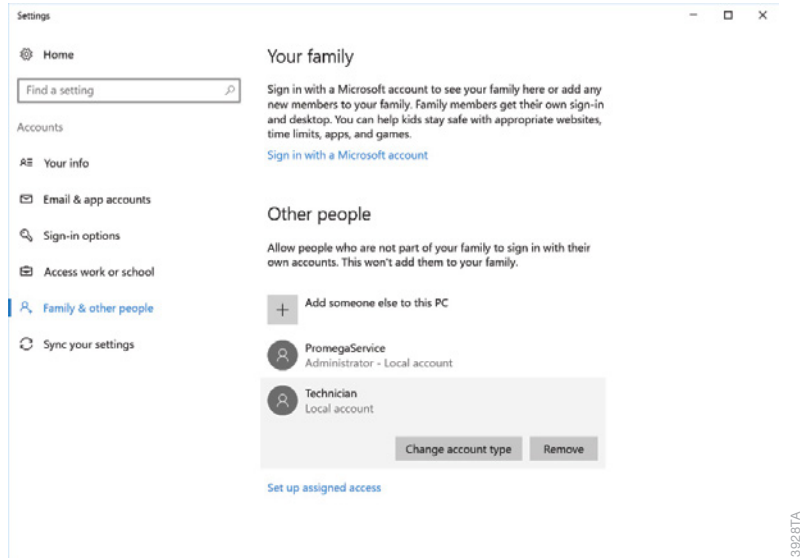 Settings
Home
Find a setting
Accounts
Your info
Email & app accounts
Sign-in options
Access work or school
Family & other people
Sync your settings
Your family
Sign in with a Microsoft account to see your family here or add any
new members to your family. Family members get their own sign-in
and desktop. You can help kids stay safe with appropriate websites,
time limits, apps, and games.
Sign in with a Microsoft account
Other people
Allow people who are not part of your family to sign in with their
own accounts. This won't add them to your family.
Add someone else to this PC
PromegaService
Administrator - Local account
Technician
Local account
Change account type
Remove
Set up assigned access
3928TA